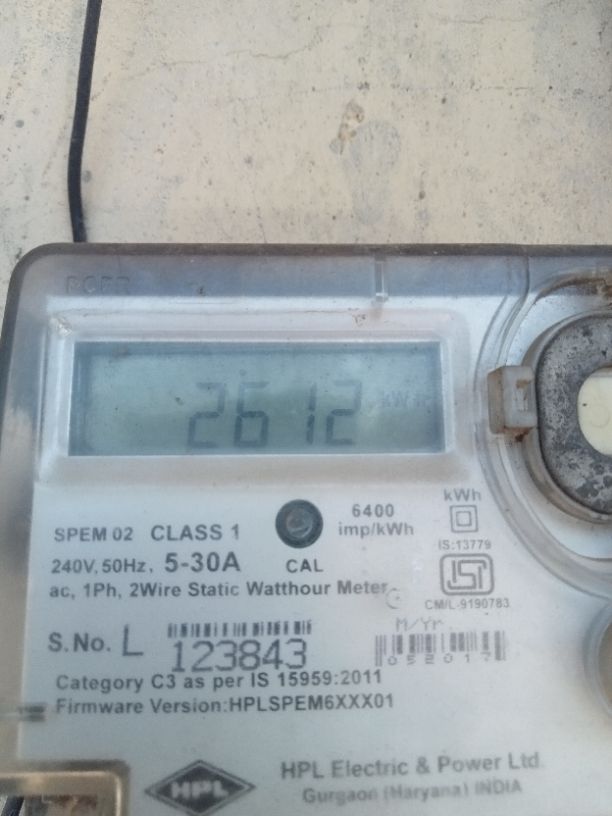 2612 kWh
6400
imp/kWh
kWh
SPEM 02 CLASS 1
IS:13779
240V, 50Hz, 5-30A CAL
ac, 1Ph, 2Wire Static Watthour Meter
ISI
CM/L-9190783
M/Yr
S.No. L 123843
052017
Category C3 as per IS 15959:2011
Firmware Version:HPLSPEM6XXX01
HPL
HPL Electric & Power Ltd.
Gurgaon (Haryana) INDIA